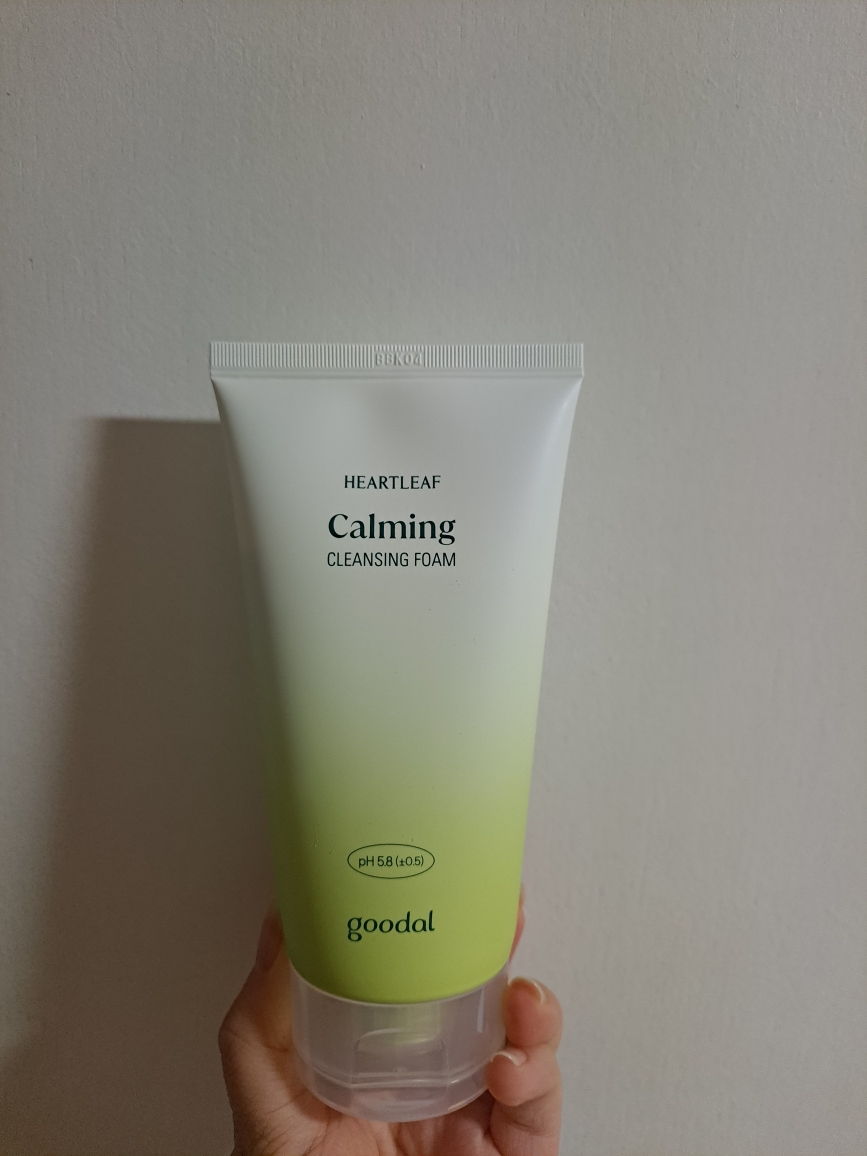 HEARTLEAF
Calming
CLEANSING FOAM
pH 5.8 (±0.5)
goodal